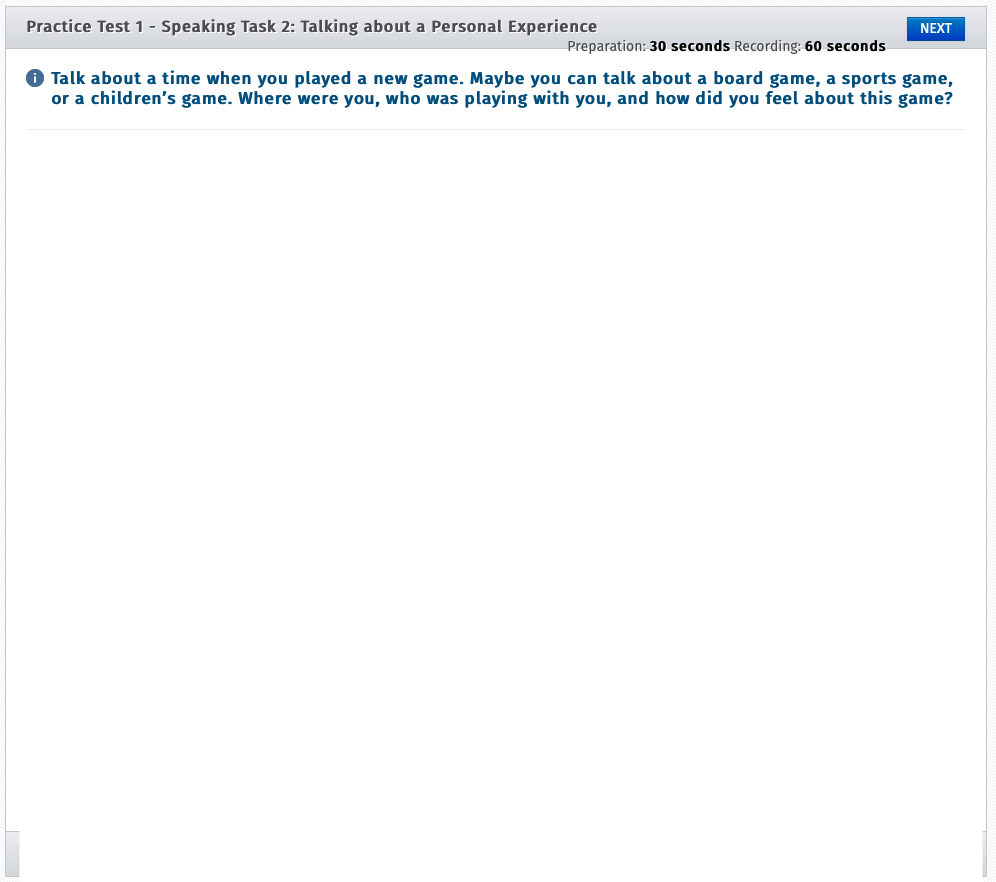 Practice Test 1 - Speaking Task 2: Talking about a Personal Experience
NEXT
Preparation: 30 seconds Recording: 60 seconds
Talk about a time when you played a new game. Maybe you can talk about a board game, a sports game,
or a children's game. Where were you, who was playing with you, and how did you feel about this game?